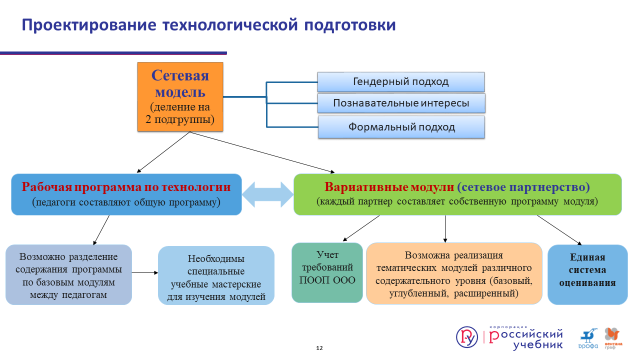 Проектирование технологической подготовки
Сетевая
модель
(деление на
2 подгруппы)
Гендерный подход
Познавательные интересы
Формальный подход
Рабочая программа по технологии
(педагоги составляют общую программу)
Вариативные модули (сетевое партнерство)
(каждый партнер составляет собственную программу модуля)
Возможно разделение
содержания программы
по базовым модулям
между педагогам
Необходимы
специальные
учебные мастерские
для изучения модулей
Учет
требований
ПООП ООО
Возможна реализация
тематических модулей различного
содержательного уровня (базовый,
углубленный, расширенный)
Единая
система
оценивания
корпорация
российский
учебник
дрофа
12